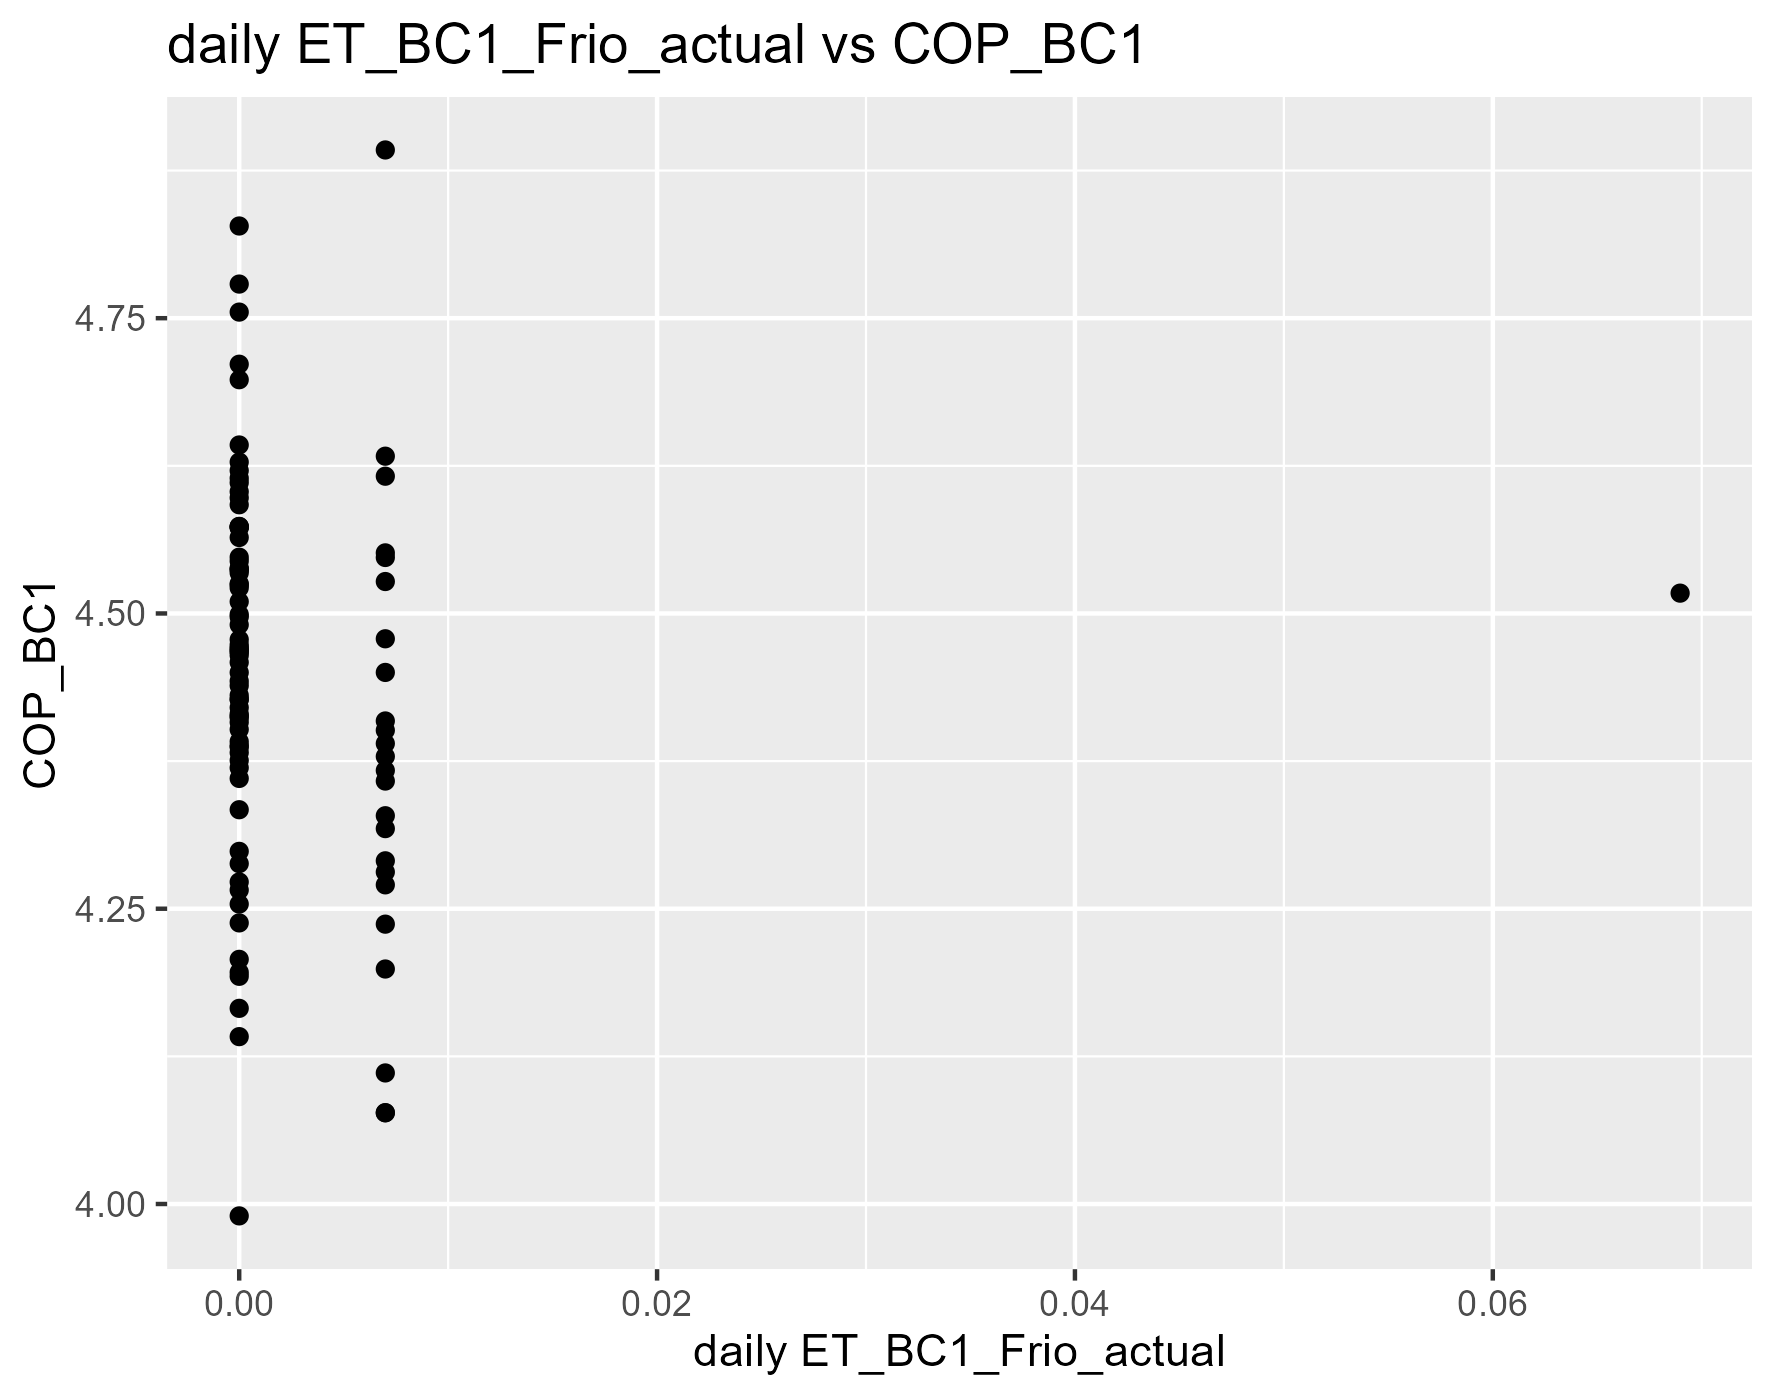 daily ET_BC1_Frio_actual vs COP_BC1
COP_BC1
4.75
4.50
4.25
4.00
0.00 0.02 0.04 0.06
daily ET_BC1_Frio_actual